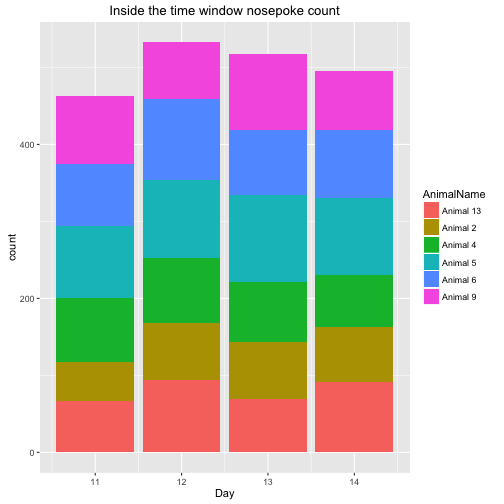 Inside the time window nosepoke count
count
400
200
0
11 12 13 14
Day
AnimalName
Animal 13
Animal 2
Animal 4
Animal 5
Animal 6
Animal 9